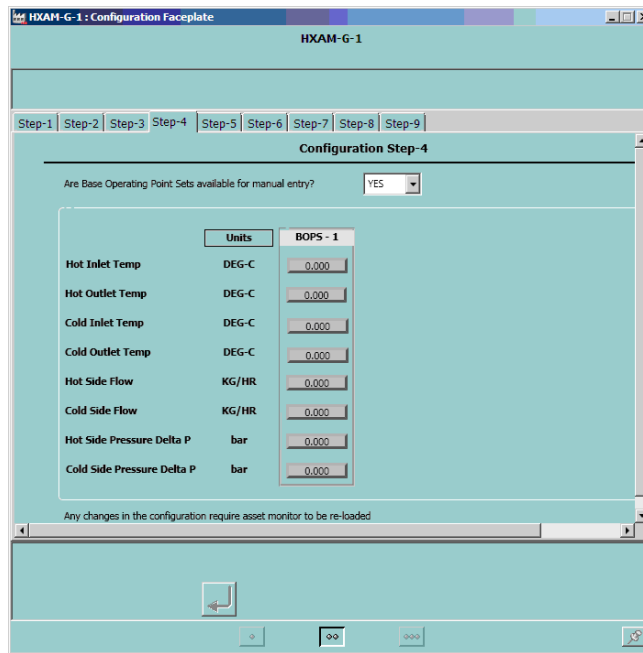 HXAM-G-1 : Configuration Faceplate
HXAM-G-1
Step-1 Step-2 Step-3 Step-4 Step-5 Step-6 Step-7 Step-8 Step-9
Configuration Step-4
Are Base Operating Point Sets available for manual entry? YES
Units BOPS - 1
Hot Inlet Temp DEG-C 0.000
Hot Outlet Temp DEG-C 0.000
Cold Inlet Temp DEG-C 0.000
Cold Outlet Temp DEG-C 0.000
Hot Side Flow KG/HR 0.000
Cold Side Flow KG/HR 0.000
Hot Side Pressure Delta P bar 0.000
Cold Side Pressure Delta P bar 0.000
Any changes in the configuration require asset monitor to be re-loaded